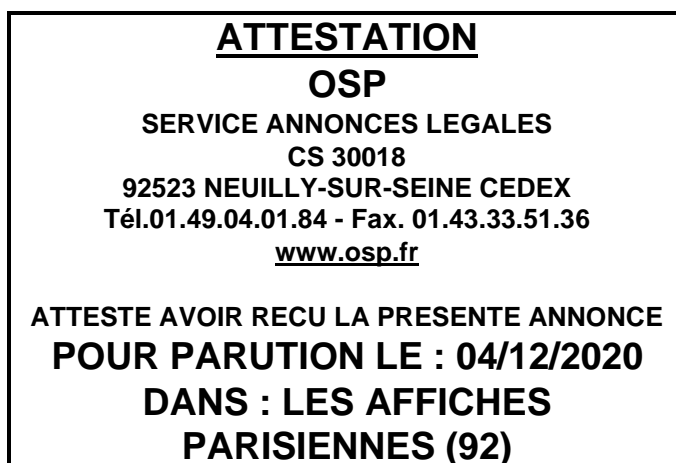 ATTESTATION
OSP
SERVICE ANNONCES LEGALES
CS 30018
92523 NEUILLY-SUR-SEINE CEDEX
Tél.01.49.04.01.84 - Fax. 01.43.33.51.36
www.osp.fr
ATTESTE AVOIR RECU LA PRESENTE ANNONCE
POUR PARUTION LE : 04/12/2020
DANS : LES AFFICHES
PARISIENNES (92)